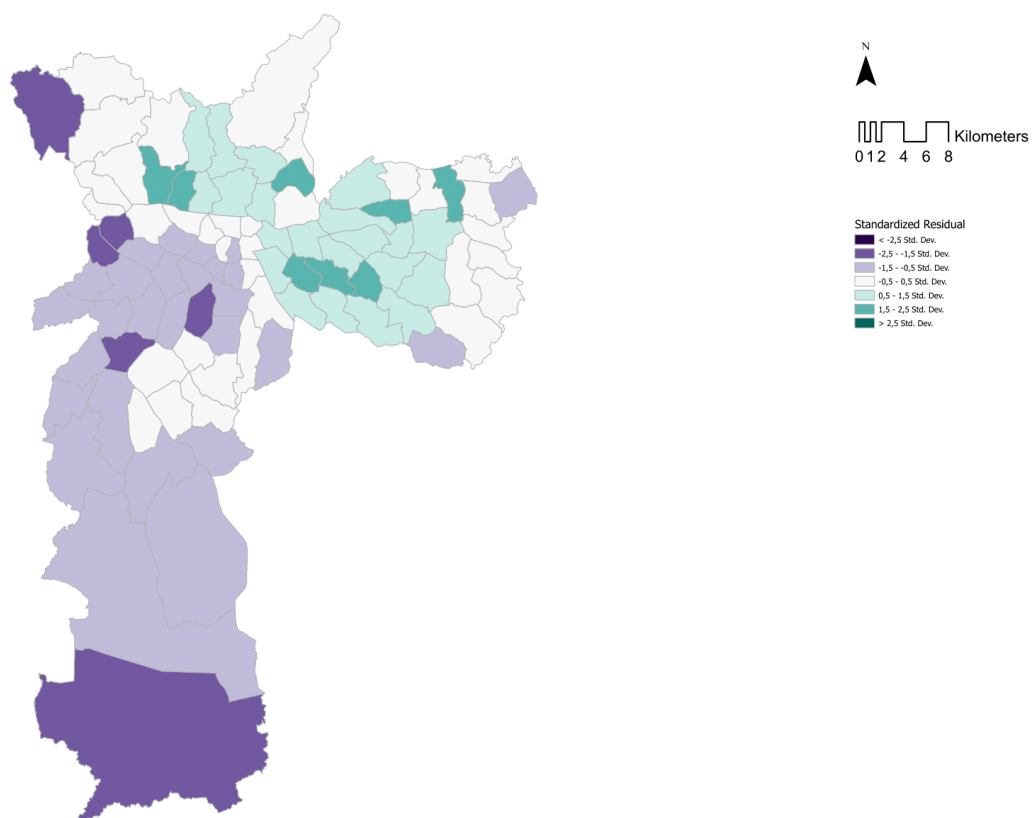 N
Kilometers
0 1 2 4 6 8
Standardized Residual
< -2,5 Std. Dev.
-2,5 - -1,5 Std. Dev.
-1,5 - -0,5 Std. Dev.
-0,5 - 0,5 Std. Dev.
0,5 - 1,5 Std. Dev.
1,5 - 2,5 Std. Dev.
> 2,5 Std. Dev.